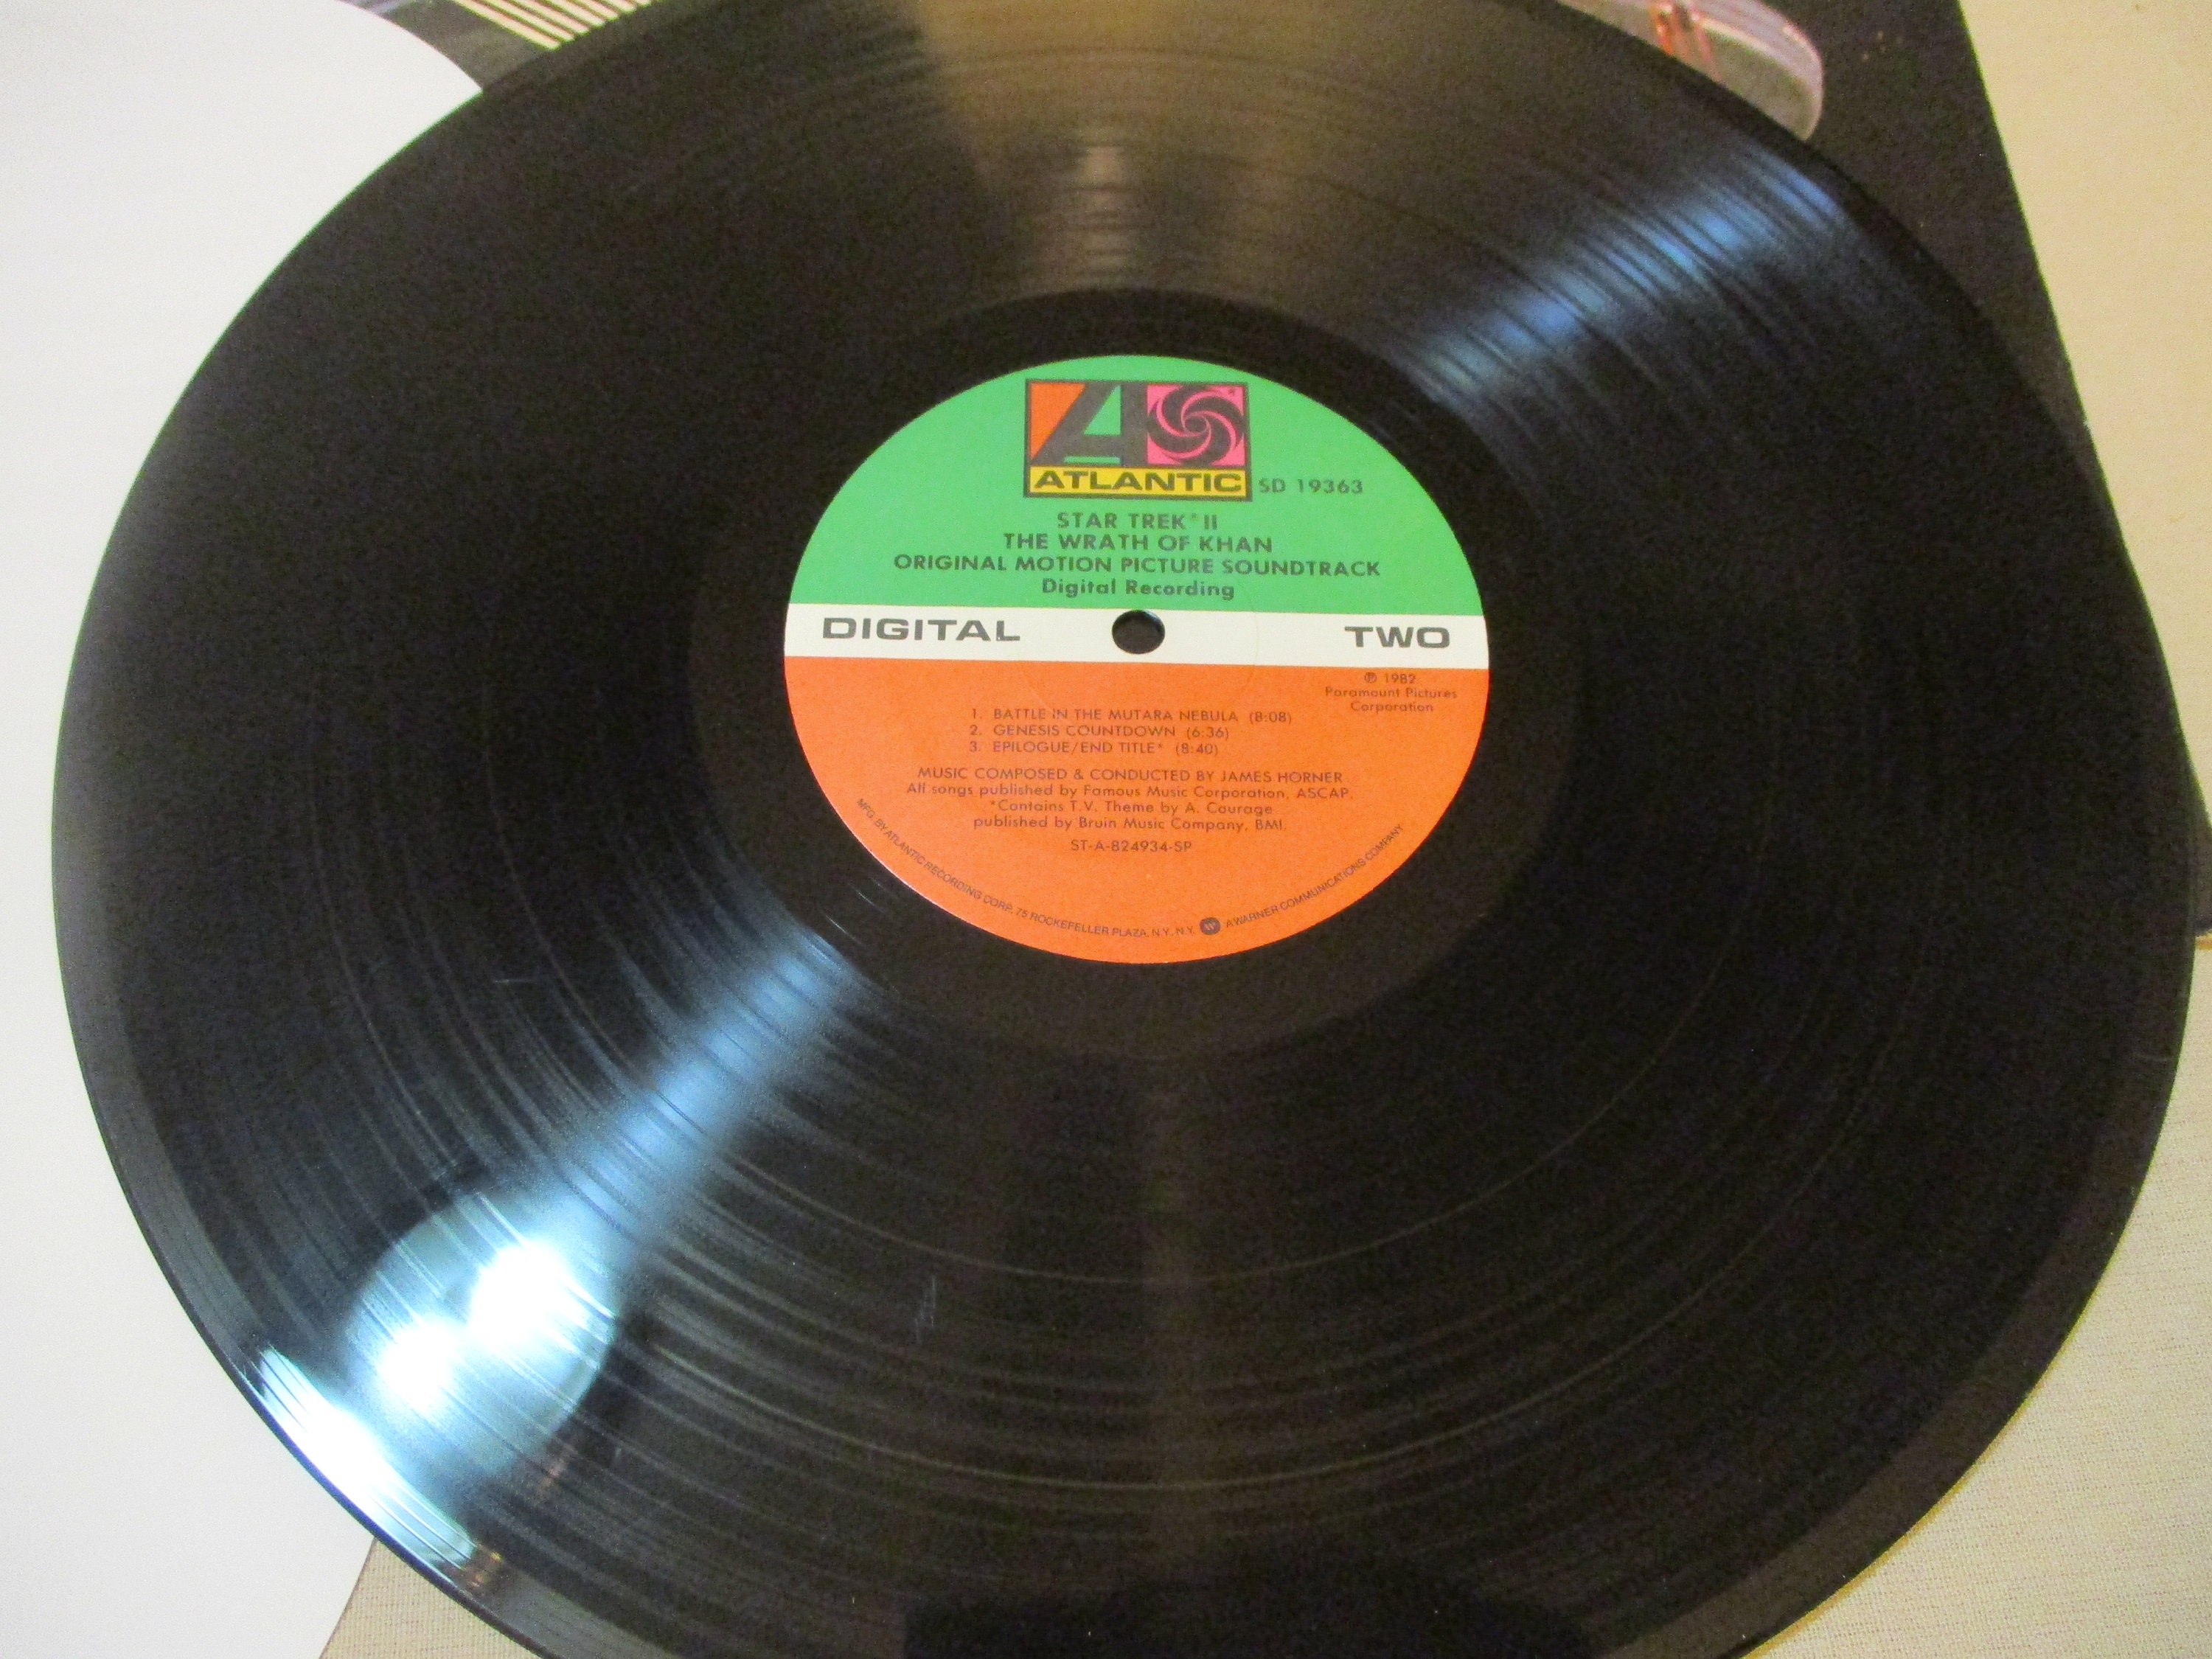 ATLANTIC
SD 19363
STAR TREK® II
THE WRATH OF KHAN
ORIGINAL MOTION PICTURE SOUNDTRACK
Digital Recording
DIGITAL
TWO
℗ 1982
Paramount Pictures
Corporation
1. BATTLE IN THE MUTARA NEBULA (8:08)
2. GENESIS COUNTDOWN (6:36)
3. EPILOGUE/END TITLE* (8:40)
MUSIC COMPOSED & CONDUCTED BY JAMES HORNER
All songs published by Famous Music Corporation, ASCAP.
*Contains T.V. Theme by A. Courage
published by Bruin Music Company, BMI.
ST-A-824934-SP
MFG. BY ATLANTIC RECORDING CORP., 75 ROCKEFELLER PLAZA, N.Y., N.Y. A WARNER COMMUNICATIONS COMPANY